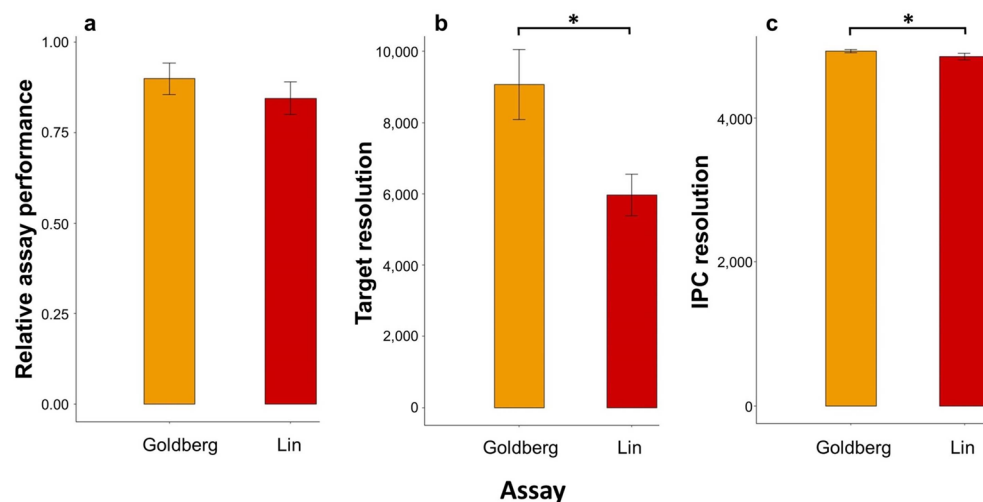 a
Relative assay performance
1.00
0.75
0.50
0.25
0.00
Goldberg Lin
b
*
Target resolution
10,000
8,000
6,000
4,000
2,000
0
Goldberg Lin
c
*
IPC resolution
4,000
2,000
0
Goldberg Lin
Assay